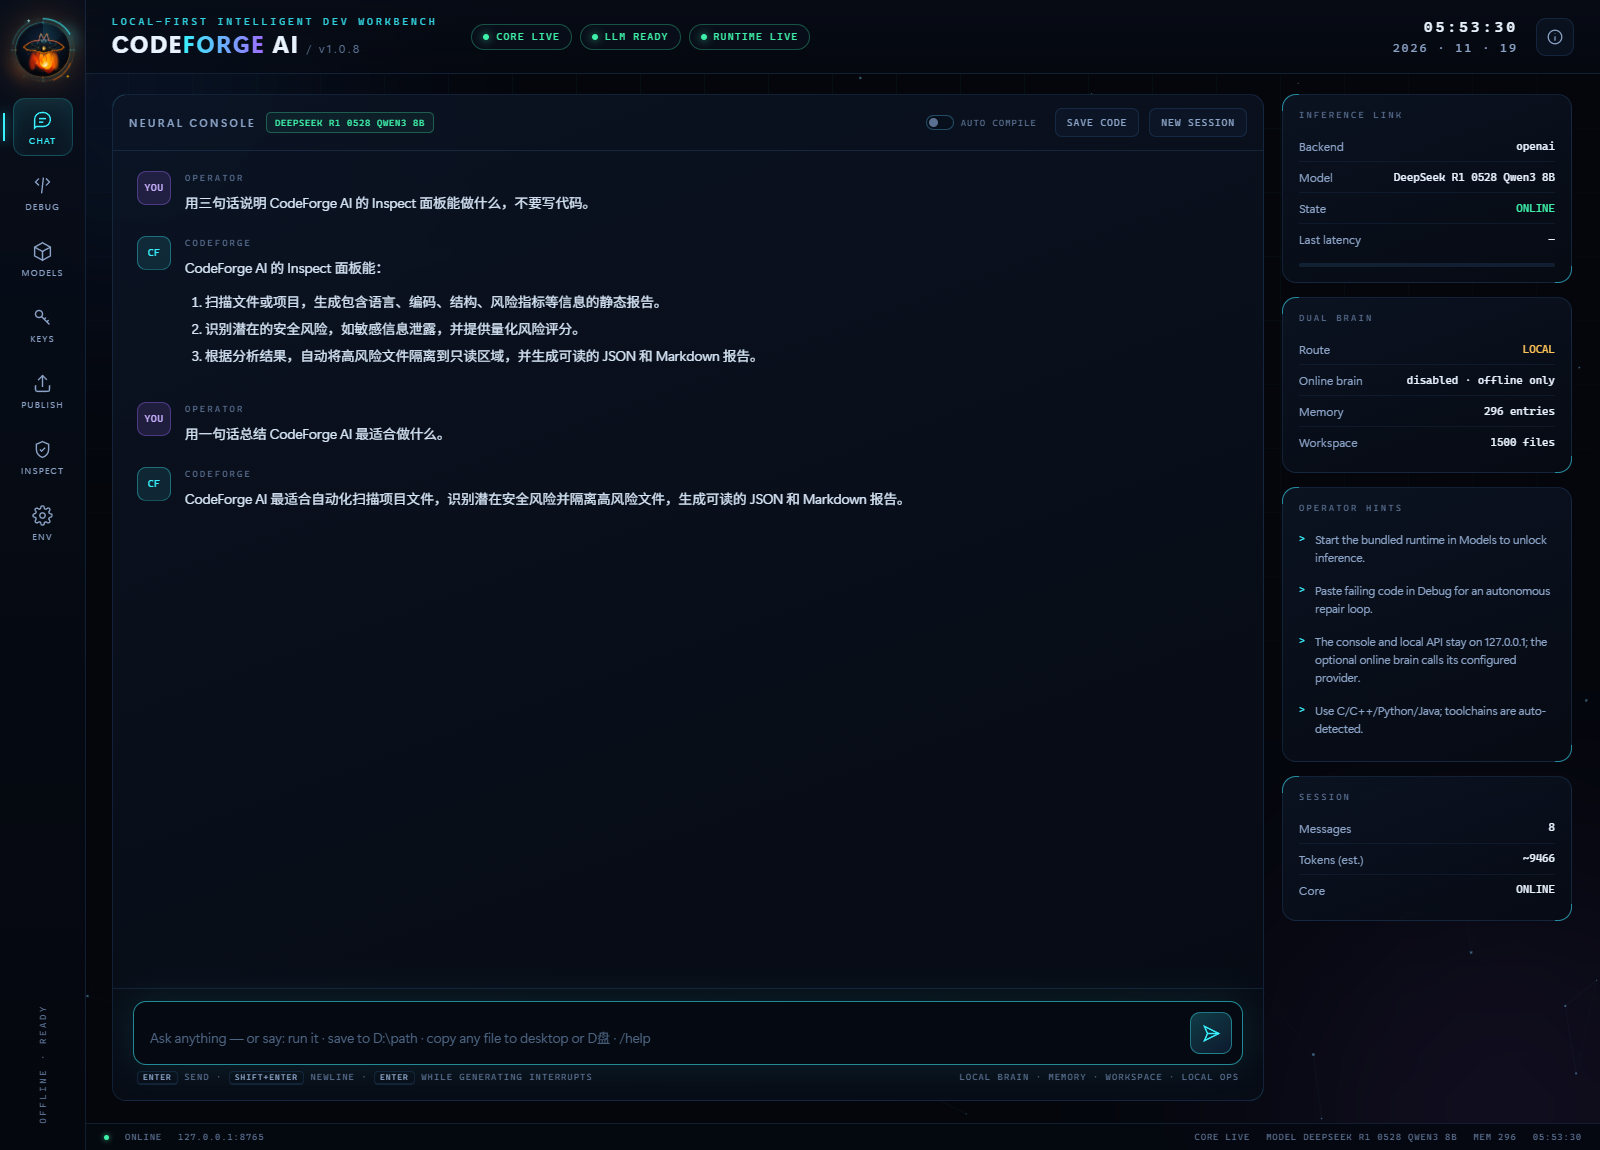 LOCAL-FIRST INTELLIGENT DEV WORKBENCH
CODEFORGE AI / v1.0.8
CORE LIVE
LLM READY
RUNTIME LIVE
05:53:30
2026 · 11 · 19
CHAT
DEBUG
MODELS
KEYS
PUBLISH
INSPECT
ENV
OFFLINE · READY
NEURAL CONSOLE
DEEPSEEK R1 0528 QWEN3 8B
AUTO COMPILE
SAVE CODE
NEW SESSION
YOU
OPERATOR
用三句话说明 CodeForge AI 的 Inspect 面板能做什么，不要写代码。
CF
CODEFORGE
CodeForge AI 的 Inspect 面板能：
1. 扫描文件或项目，生成包含语言、编码、结构、风险指标等信息的静态报告。
2. 识别潜在的安全风险，如敏感信息泄露，并提供量化风险评分。
3. 根据分析结果，自动将高风险文件隔离到只读区域，并生成可读的 JSON 和 Markdown 报告。
YOU
OPERATOR
用一句话总结 CodeForge AI 最适合做什么。
CF
CODEFORGE
CodeForge AI 最适合自动化扫描项目文件，识别潜在安全风险并隔离高风险文件，生成可读的 JSON 和 Markdown 报告。
Ask anything — or say: run it · save to D:\path · copy any file to desktop or D盘 · /help
ENTER SEND · SHIFT+ENTER NEWLINE · ENTER WHILE GENERATING INTERRUPTS
LOCAL BRAIN · MEMORY · WORKSPACE · LOCAL OPS
INFERENCE LINK
Backend openai
Model DeepSeek R1 0528 Qwen3 8B
State ONLINE
Last latency —
DUAL BRAIN
Route LOCAL
Online brain disabled · offline only
Memory 296 entries
Workspace 1500 files
OPERATOR HINTS
> Start the bundled runtime in Models to unlock
inference.
> Paste failing code in Debug for an autonomous
repair loop.
> The console and local API stay on 127.0.0.1; the
optional online brain calls its configured
provider.
> Use C/C++/Python/Java; toolchains are auto-
detected.
SESSION
Messages 8
Tokens (est.) ~9466
Core ONLINE
ONLINE 127.0.0.1:8765
CORE LIVE MODEL DEEPSEEK R1 0528 QWEN3 8B MEM 296 05:53:30